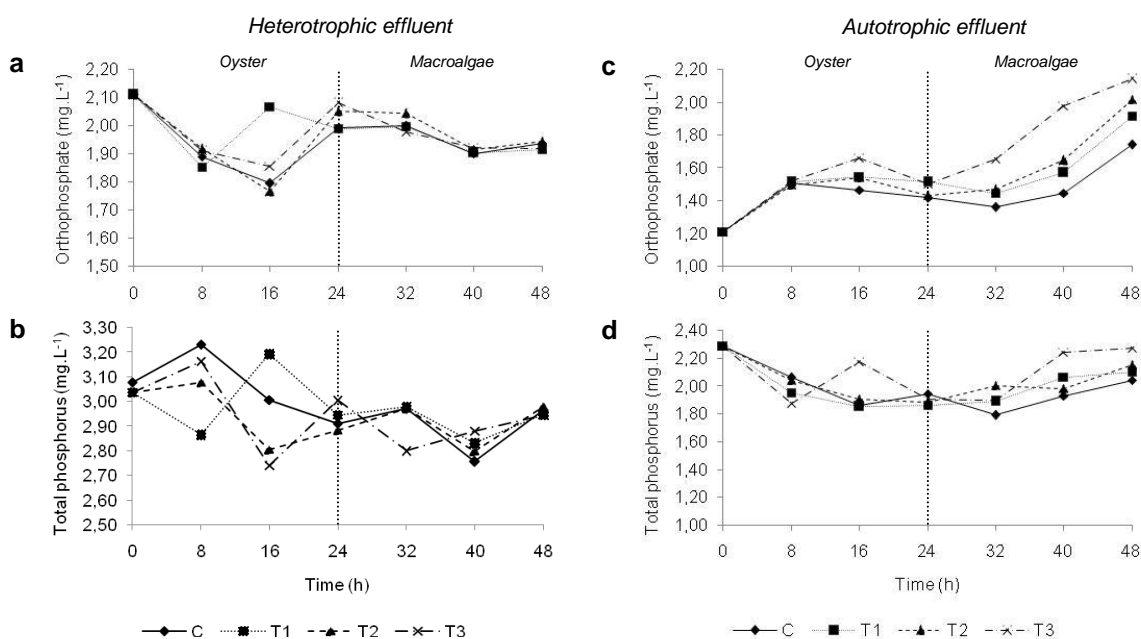 Heterotrophic effluent
Autotrophic effluent
a
Oyster
Macroalgae
Orthophosphate (mg.L-1)
2,20
2,10
2,00
1,90
1,80
1,70
1,60
1,50
0 8 16 24 32 40 48
c
Oyster
Macroalgae
Orthophosphate (mg.L-1)
2,20
2,00
1,80
1,60
1,40
1,20
1,00
0 8 16 24 32 40 48
b
Total phosphorus (mg.L-1)
3,30
3,20
3,10
3,00
2,90
2,80
2,70
2,60
2,50
0 8 16 24 32 40 48
Time (h)
d
Total phosphorus (mg.L-1)
2,40
2,20
2,00
1,80
1,60
1,40
1,20
1,00
0 8 16 24 32 40 48
Time (h)
C T1 T2 T3
C T1 T2 T3